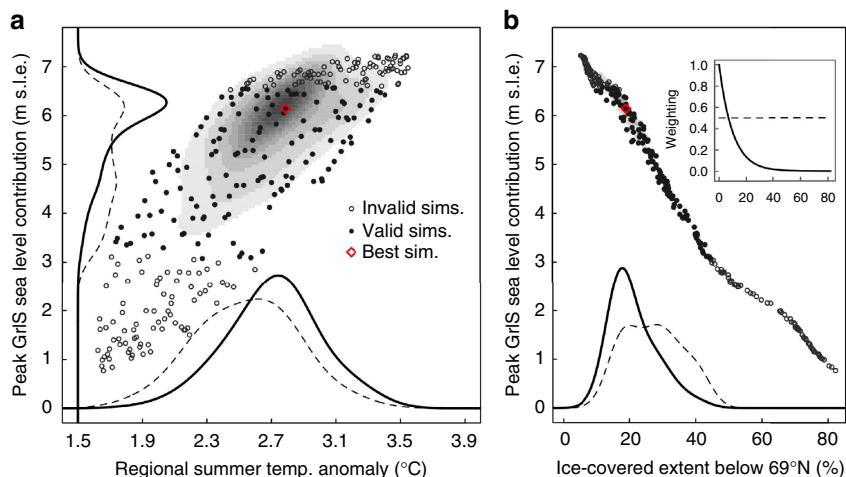 a
Peak GrIS sea level contribution (m s.l.e.)
7
6
5
4
3
2
1
0
Invalid sims.
Valid sims.
Best sim.
1.5 1.9 2.3 2.7 3.1 3.5 3.9
Regional summer temp. anomaly (°C)
b
Peak GrIS sea level contribution (m s.l.e.)
7
6
5
4
3
2
1
0
Weighting
1.0
0.8
0.6
0.4
0.2
0.0
0 20 40 60 80
0 20 40 60 80
Ice-covered extent below 69°N (%)